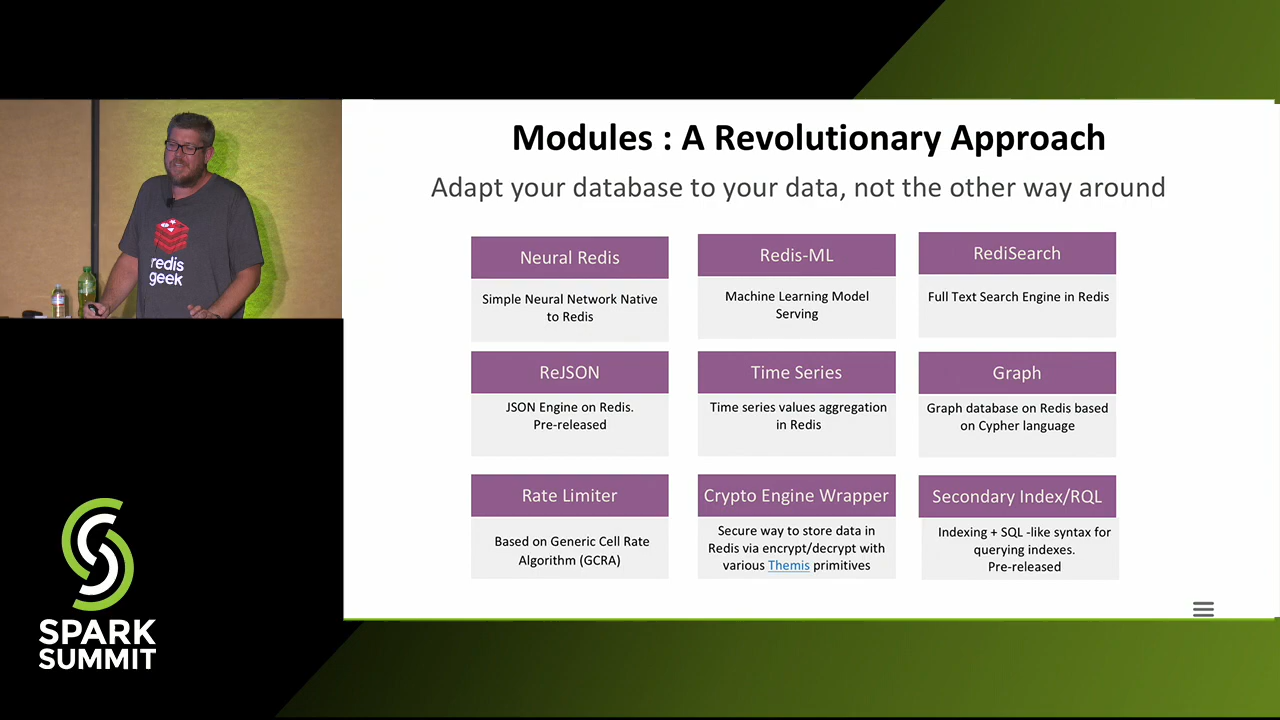 Modules : A Revolutionary Approach
Adapt your database to your data, not the other way around
Neural Redis
Simple Neural Network Native
to Redis
Redis-ML
Machine Learning Model
Serving
RediSearch
Full Text Search Engine in Redis
ReJSON
JSON Engine on Redis.
Pre-released
Time Series
Time series values aggregation
in Redis
Graph
Graph database on Redis based
on Cypher language
Rate Limiter
Based on Generic Cell Rate
Algorithm (GCRA)
Crypto Engine Wrapper
Secure way to store data in
Redis via encrypt/decrypt with
various Themis primitives
Secondary Index/RQL
Indexing + SQL -like syntax for
querying indexes.
Pre-released
redis
geek
SPARK
SUMMIT